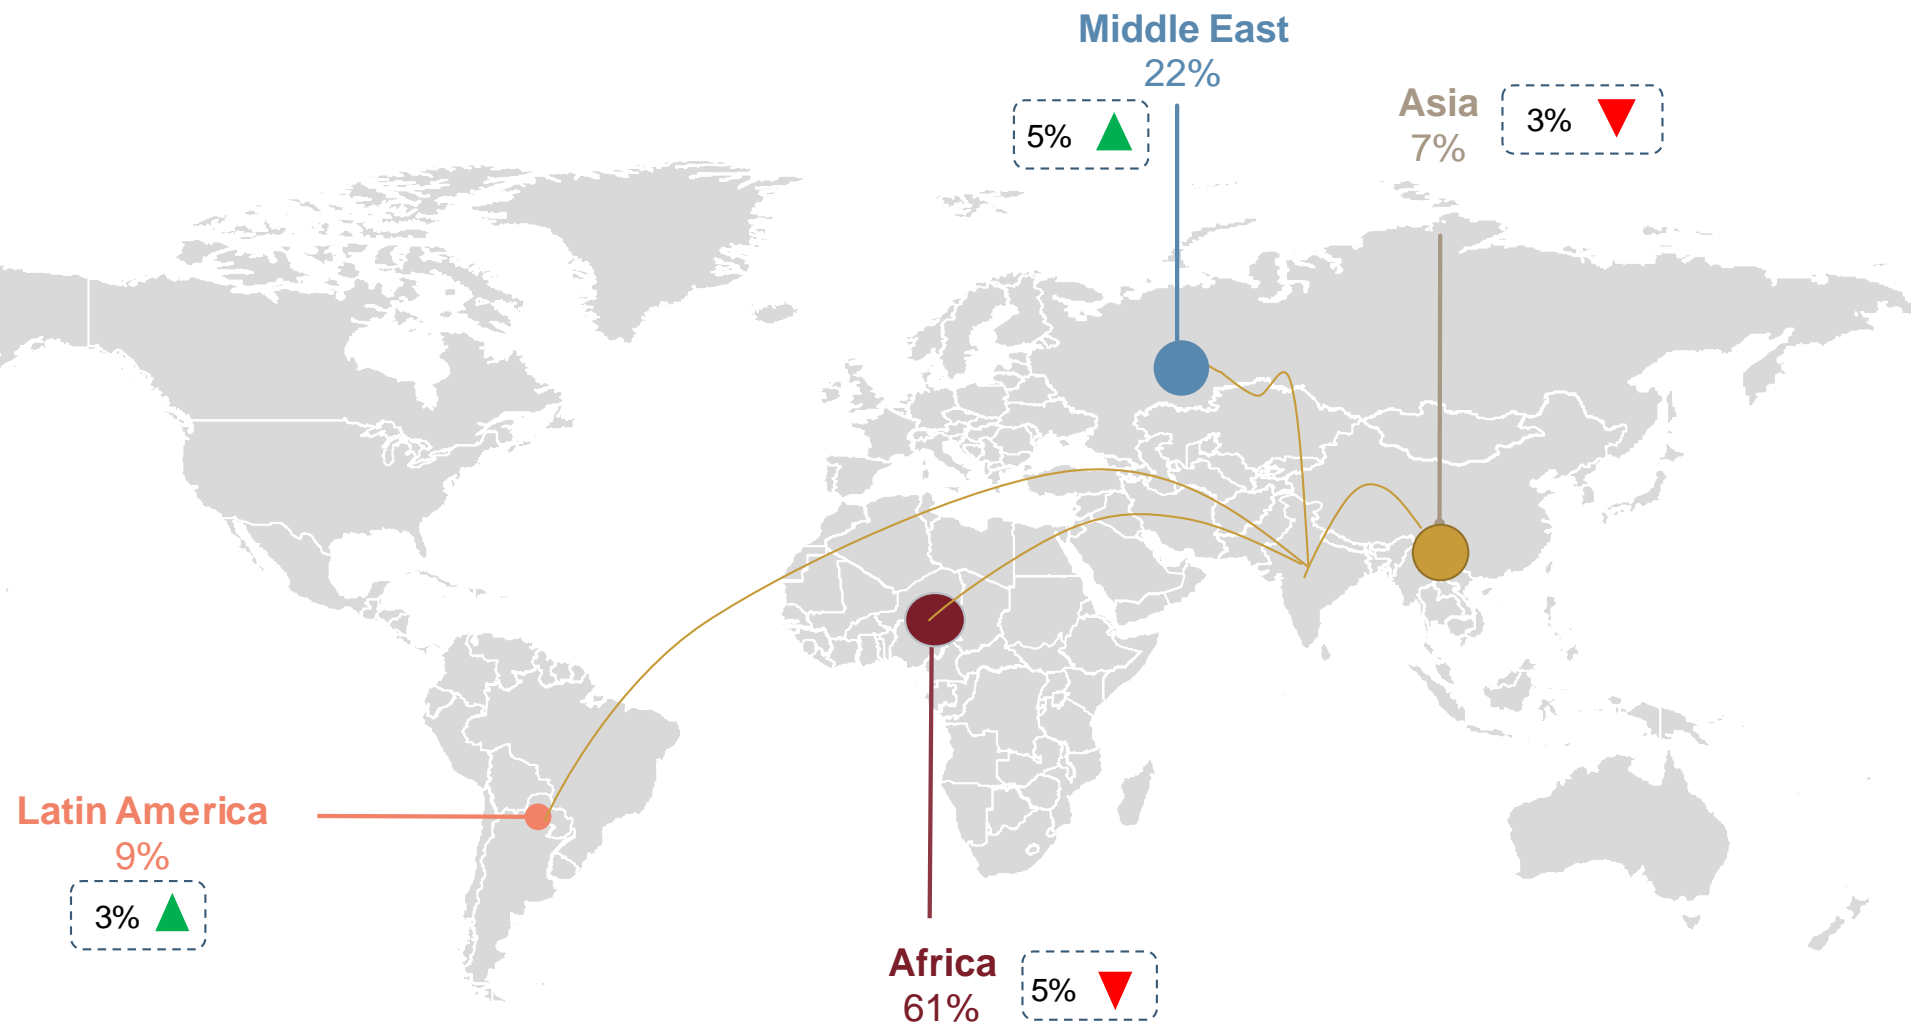 Middle East
22%
5%
Asia
7%
3%
Latin America
9%
3%
Africa
61%
5%